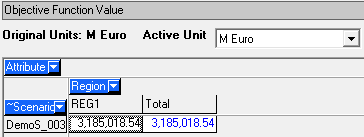 Objective Function Value
Original Units: M Euro Active Unit M Euro
Attribute
Region
~Scenario REG1 Total
DemoS_003 3,185,018.54 3,185,018.54